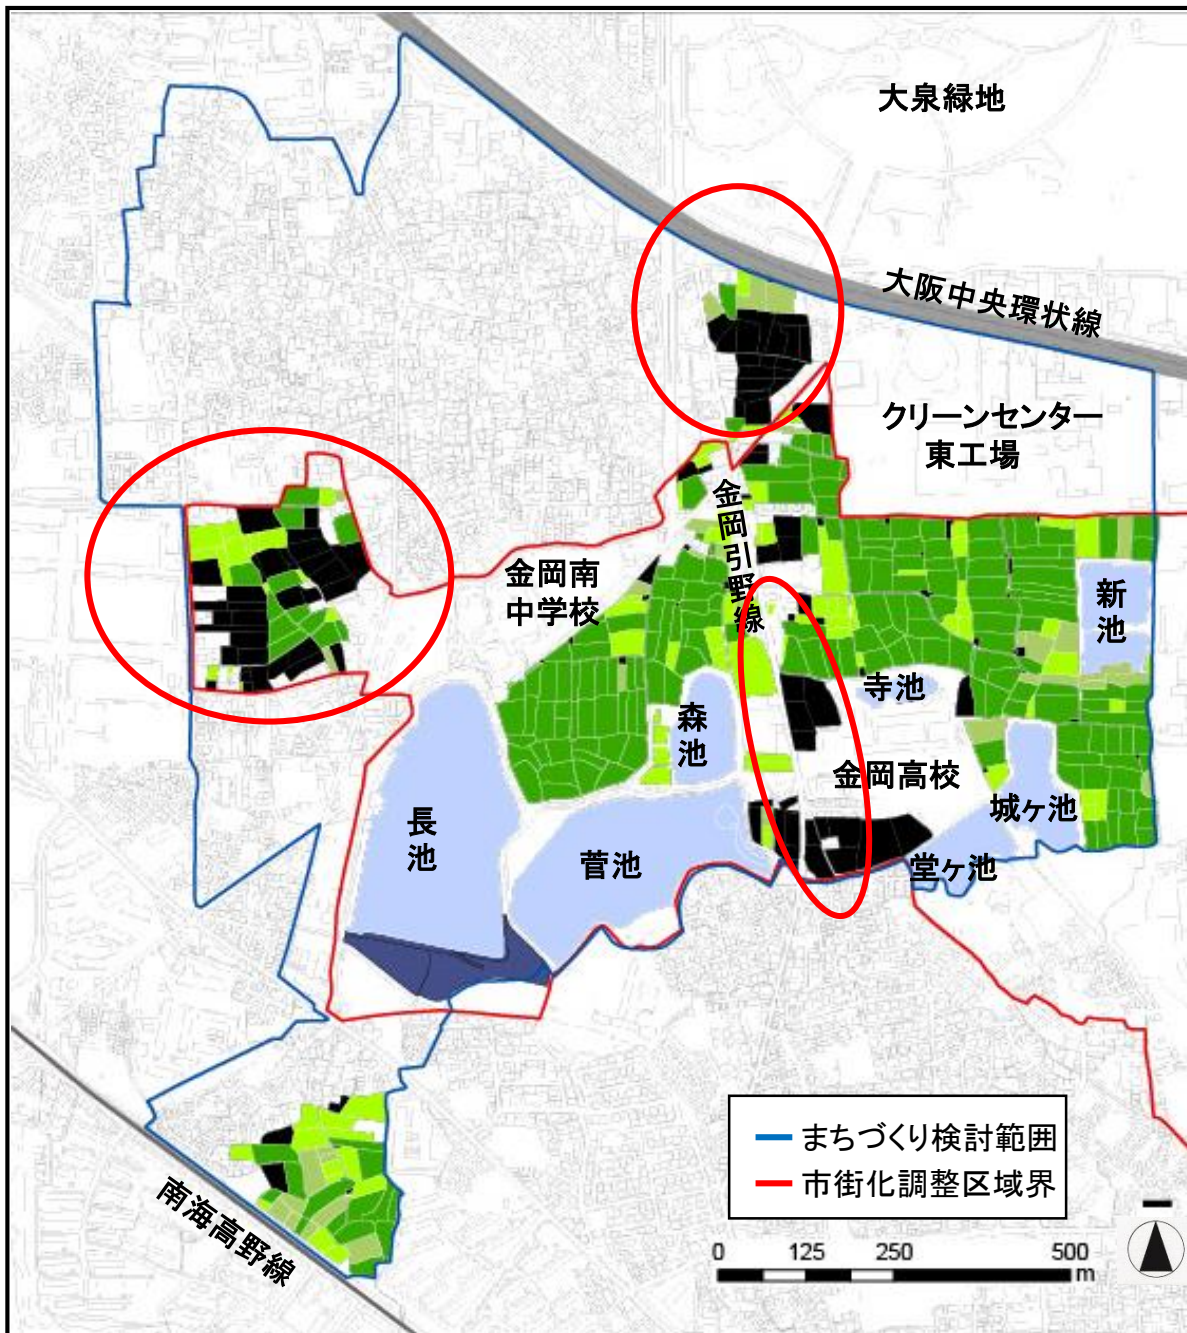 大泉緑地
大阪中央環状線
クリーンセンター
東工場
金岡引野線
金岡南
中学校
新
池
寺池
森
池
金岡高校
城ヶ池
長
池
菅池
堂ヶ池
まちづくり検討範囲
市街化調整区域界
南海高野線
0 125 250 500
m